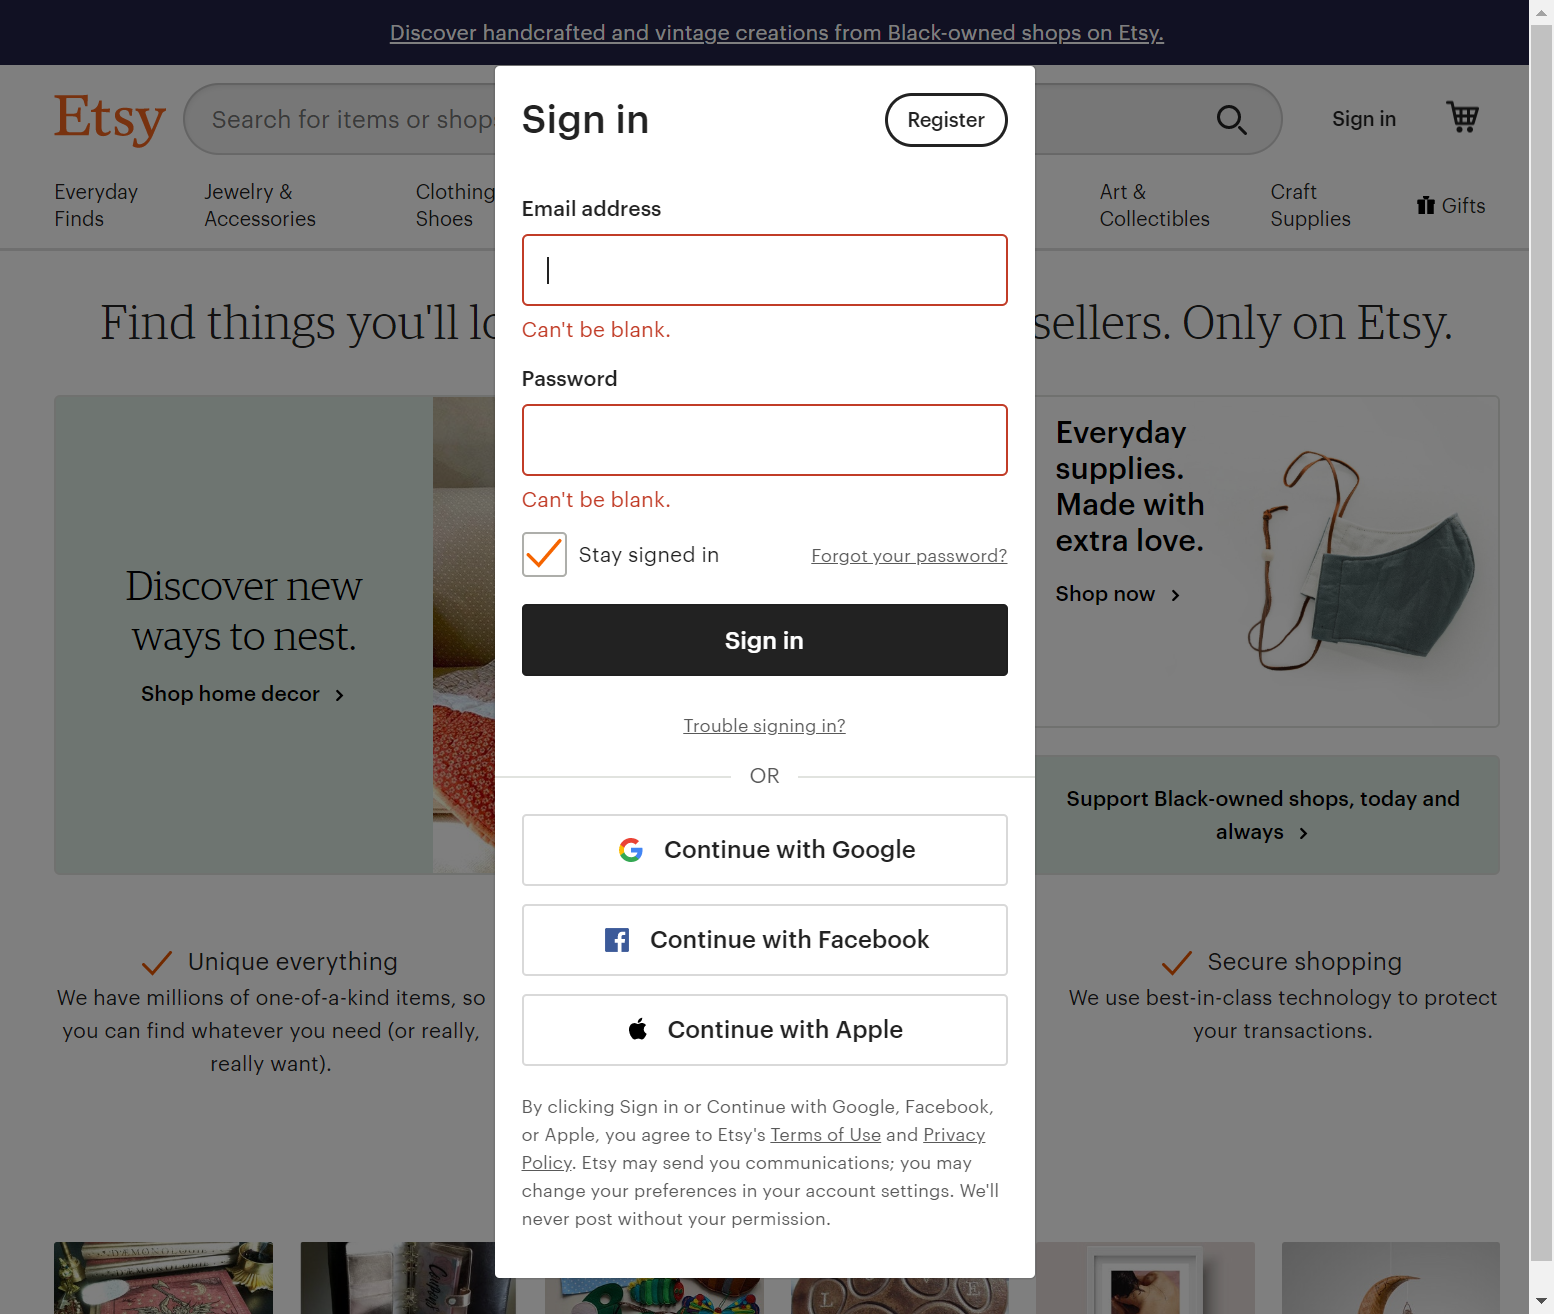 Discover handcrafted and vintage creations from Black-owned shops on Etsy.
Etsy
Search for items or shops
Sign in
Everyday
Finds
Jewelry &
Accessories
Clothing
Shoes
Art &
Collectibles
Craft
Supplies
Gifts
Sign in
Register
Email address
Can't be blank.
Password
Can't be blank.
Stay signed in
Forgot your password?
Sign in
Trouble signing in?
OR
Continue with Google
Continue with Facebook
Continue with Apple
By clicking Sign in or Continue with Google, Facebook,
or Apple, you agree to Etsy's Terms of Use and Privacy
Policy. Etsy may send you communications; you may
change your preferences in your account settings. We'll
never post without your permission.
Find things you'll
sellers. Only on Etsy.
Discover new
ways to nest.
Shop home decor
Everyday
supplies.
Made with
extra love.
Shop now
Support Black-owned shops, today and
always
Unique everything
We have millions of one-of-a-kind items, so
you can find whatever you need (or really,
really want).
Secure shopping
We use best-in-class technology to protect
your transactions.